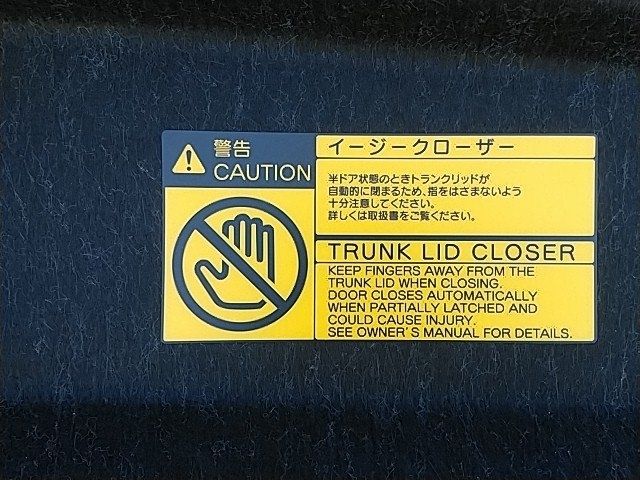 警告
CAUTION
イージークローザー
半ドア状態のときトランクリッドが
自動的に閉まるため、指をはさまないよう
十分注意してください。
詳しくは取扱書をご覧ください。
TRUNK LID CLOSER
KEEP FINGERS AWAY FROM THE
TRUNK LID WHEN CLOSING.
DOOR CLOSES AUTOMATICALLY
WHEN PARTIALLY LATCHED AND
COULD CAUSE INJURY.
SEE OWNER'S MANUAL FOR DETAILS.